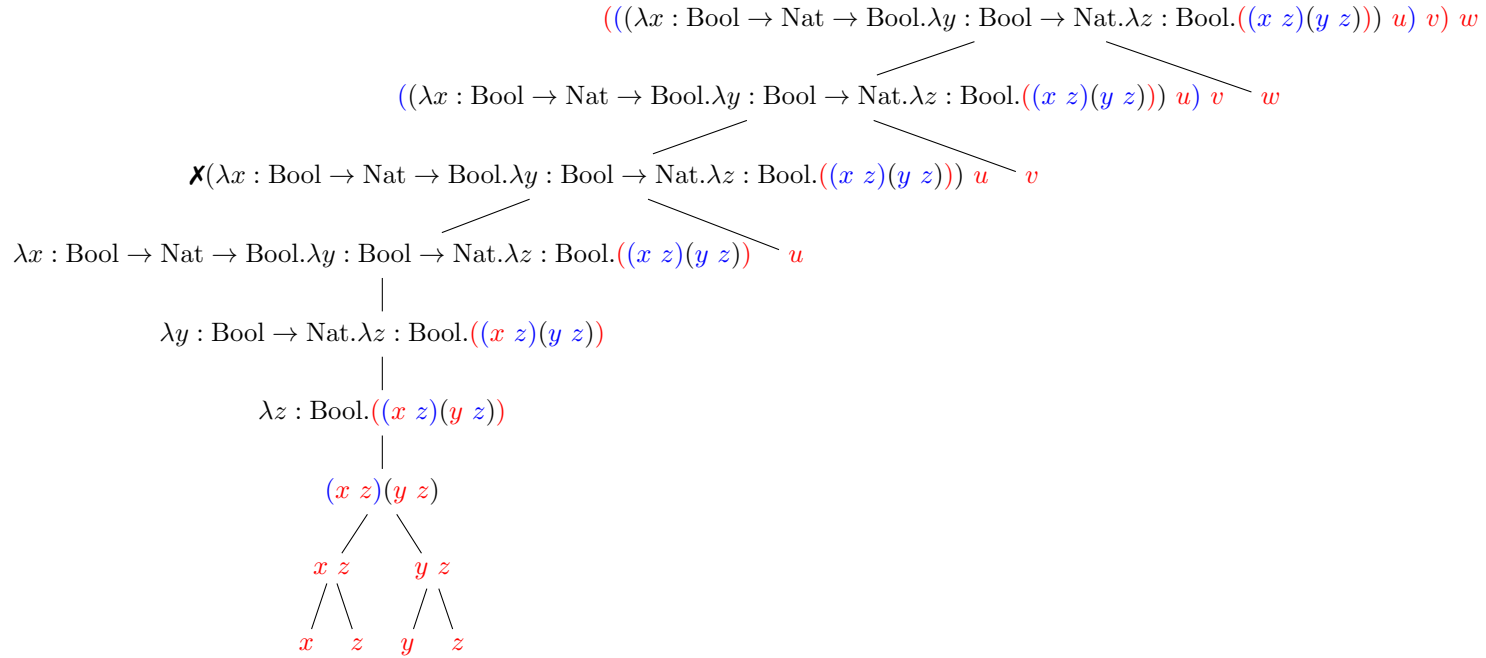 (((λx : Bool → Nat → Bool.λy : Bool → Nat.λz : Bool.((x z)(y z))) u) v) w
((λx : Bool → Nat → Bool.λy : Bool → Nat.λz : Bool.((x z)(y z))) u) v w
✗(λx : Bool → Nat → Bool.λy : Bool → Nat.λz : Bool.((x z)(y z))) u v
λx : Bool → Nat → Bool.λy : Bool → Nat.λz : Bool.((x z)(y z)) u
λy : Bool → Nat.λz : Bool.((x z)(y z))
λz : Bool.((x z)(y z))
(x z)(y z)
x z y z
x z y z